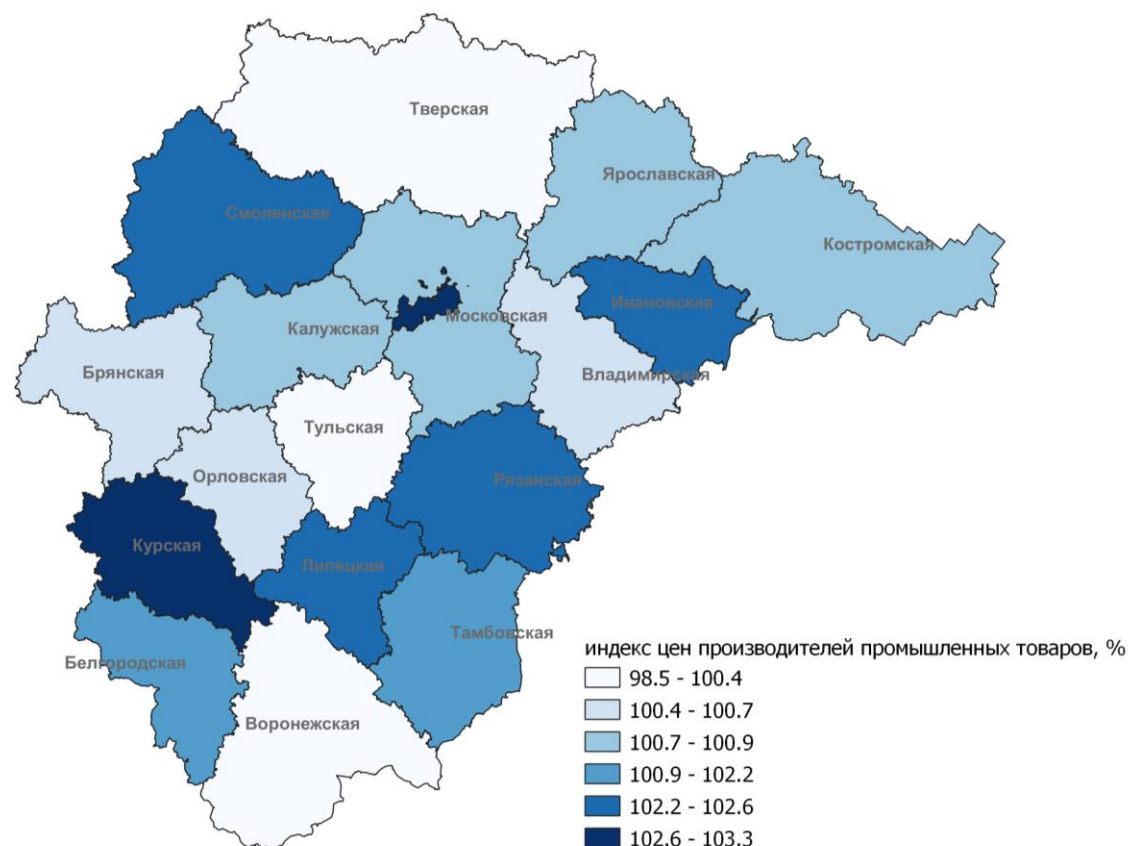 Тверская
Ярославская
Смоленская
Костромская
Ивановская
Московская
Калужская
Брянская
Владимирская
Тульская
Орловская
Рязанская
Курская
Липецкая
Тамбовская
Белгородская
Воронежская
индекс цен производителей промышленных товаров, %
98.5 - 100.4
100.4 - 100.7
100.7 - 100.9
100.9 - 102.2
102.2 - 102.6
102.6 - 103.3